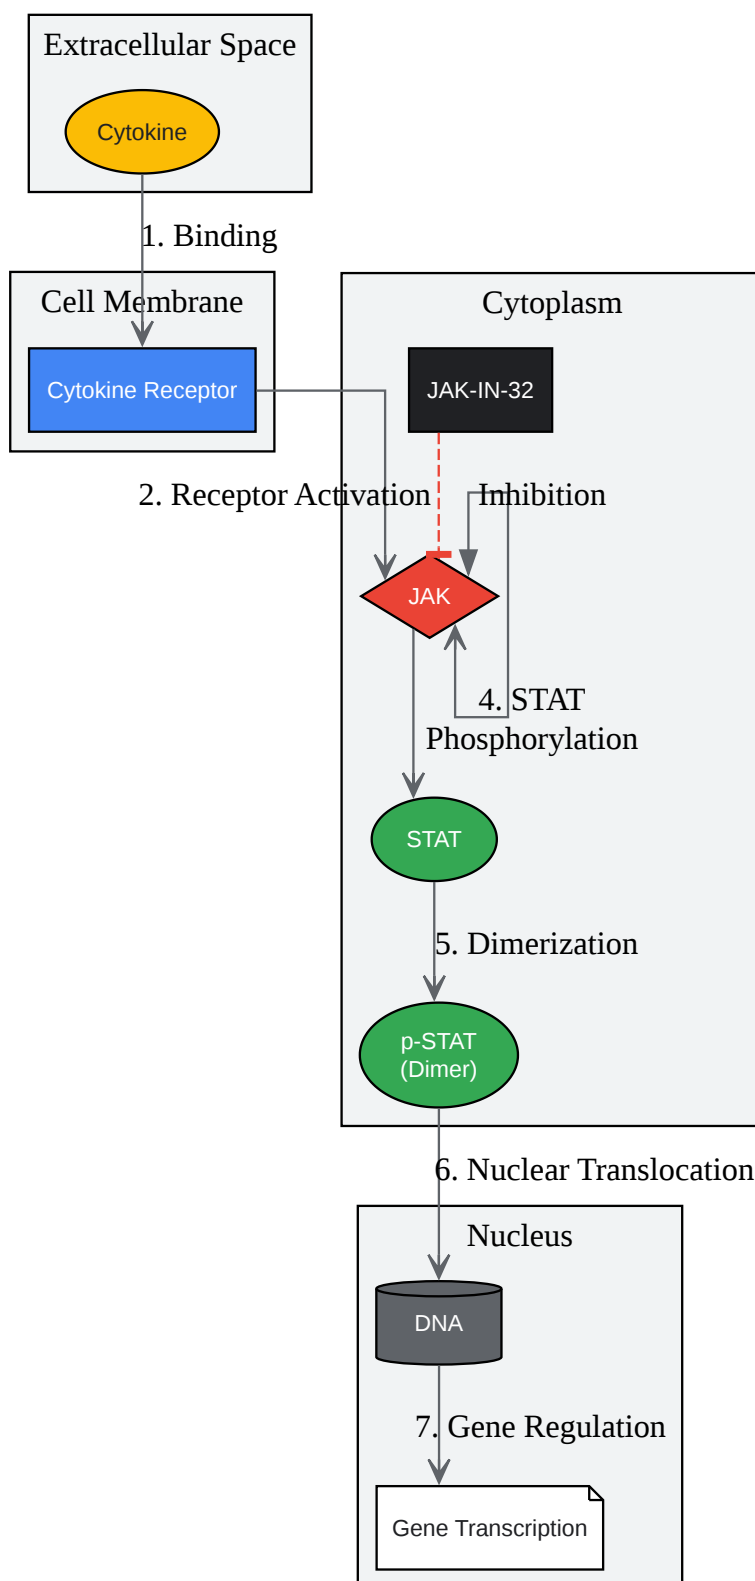 Extracellular Space
Cytokine
1. Binding
Cell Membrane
Cytokine Receptor
Cytoplasm
JAK-IN-32
2. Receptor Activation
Inhibition
JAK
4. STAT
Phosphorylation
STAT
5. Dimerization
p-STAT
(Dimer)
6. Nuclear Translocation
Nucleus
DNA
7. Gene Regulation
Gene Transcription